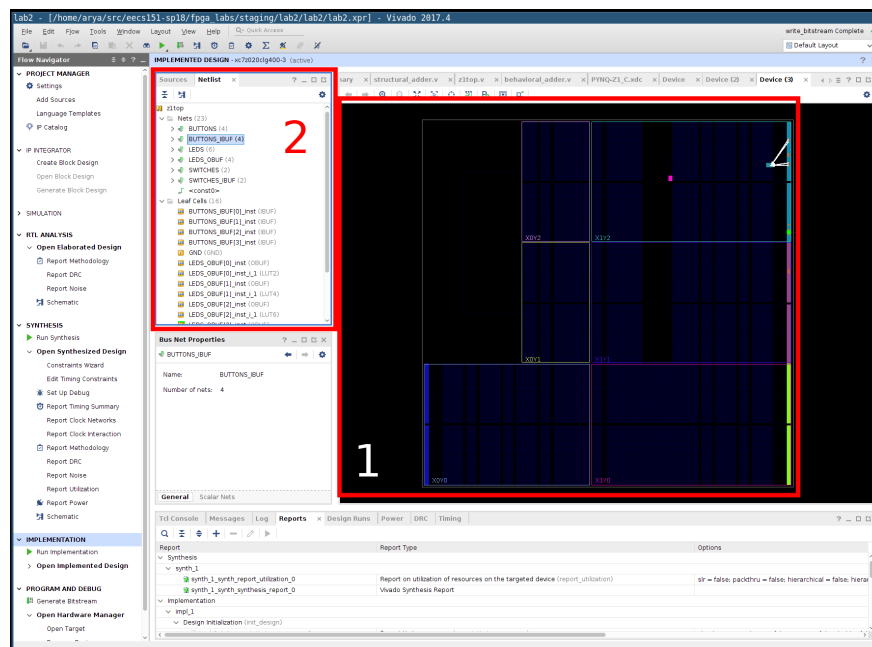 lab2 - [/home/arya/src/eecs151-sp18/fpga_labs/staging/lab2/lab2/lab2.xpr] - Vivado 2017.4
File Edit Flow Tools Window Layout View Help Quick Access
write_bitstream Complete
Default Layout
Flow Navigator
IMPLEMENTED DESIGN - xc7z020clg400-3 (active)
PROJECT MANAGER
Settings
Add Sources
Language Templates
IP Catalog
IP INTEGRATOR
Create Block Design
Open Block Design
Generate Block Design
SIMULATION
RTL ANALYSIS
Open Elaborated Design
Report Methodology
Report DRC
Report Noise
Schematic
SYNTHESIS
Run Synthesis
Open Synthesized Design
Constraints Wizard
Edit Timing Constraints
Set Up Debug
Report Timing Summary
Report Clock Networks
Report Clock Interaction
Report Methodology
Report DRC
Report Noise
Report Utilization
Report Power
Schematic
IMPLEMENTATION
Run Implementation
Open Implemented Design
PROGRAM AND DEBUG
Generate Bitstream
Open Hardware Manager
Open Target
Sources Netlist
z1top
Nets (23)
BUTTONS (4)
BUTTONS_IBUF (4)
LEDS (6)
LEDS_OBUF (4)
SWITCHES (2)
SWITCHES_IBUF (2)
<const0>
Leaf Cells (16)
BUTTONS_IBUF[0]_inst (IBUF)
BUTTONS_IBUF[1]_inst (IBUF)
BUTTONS_IBUF[2]_inst (IBUF)
BUTTONS_IBUF[3]_inst (IBUF)
GND (GND)
LEDS_OBUF[0]_inst (OBUF)
LEDS_OBUF[0]_inst_i_1 (LUT2)
LEDS_OBUF[1]_inst (OBUF)
LEDS_OBUF[1]_inst_i_1 (LUT4)
LEDS_OBUF[2]_inst (OBUF)
LEDS_OBUF[2]_inst_i_1 (LUT6)
2
Bus Net Properties
BUTTONS_IBUF
Name: BUTTONS_IBUF
Number of nets: 4
General Scalar Nets
structural_adder.v z1top.v behavioral_adder.v PYNQ-Z1_C.xdc Device Device (2) Device (3)
X0Y2 X1Y2
X0Y1 X1Y1
X0Y0 X1Y0
1
Tcl Console Messages Log Reports Design Runs Power DRC Timing
Report Report Type Options
Synthesis
synth_1
synth_1_synth_report_utilization_0 Report on utilization of resources on the targeted device (report_utilization) slr = false; packthru = false; hierarchical = false;
synth_1_synth_synthesis_report_0 Vivado Synthesis Report
Implementation
impl_1
Design Initialization (init_design)